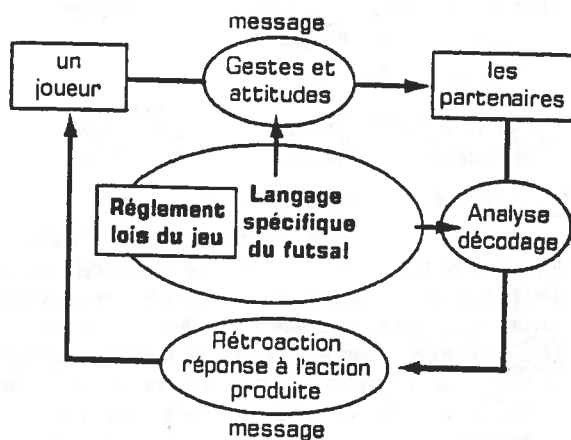 message
un
joueur
Gestes et
attitudes
les
partenaires
Réglement
lois du jeu
Langage
spécifique
du futsal
Analyse
décodage
Rétroaction
réponse à l'action
produite
message